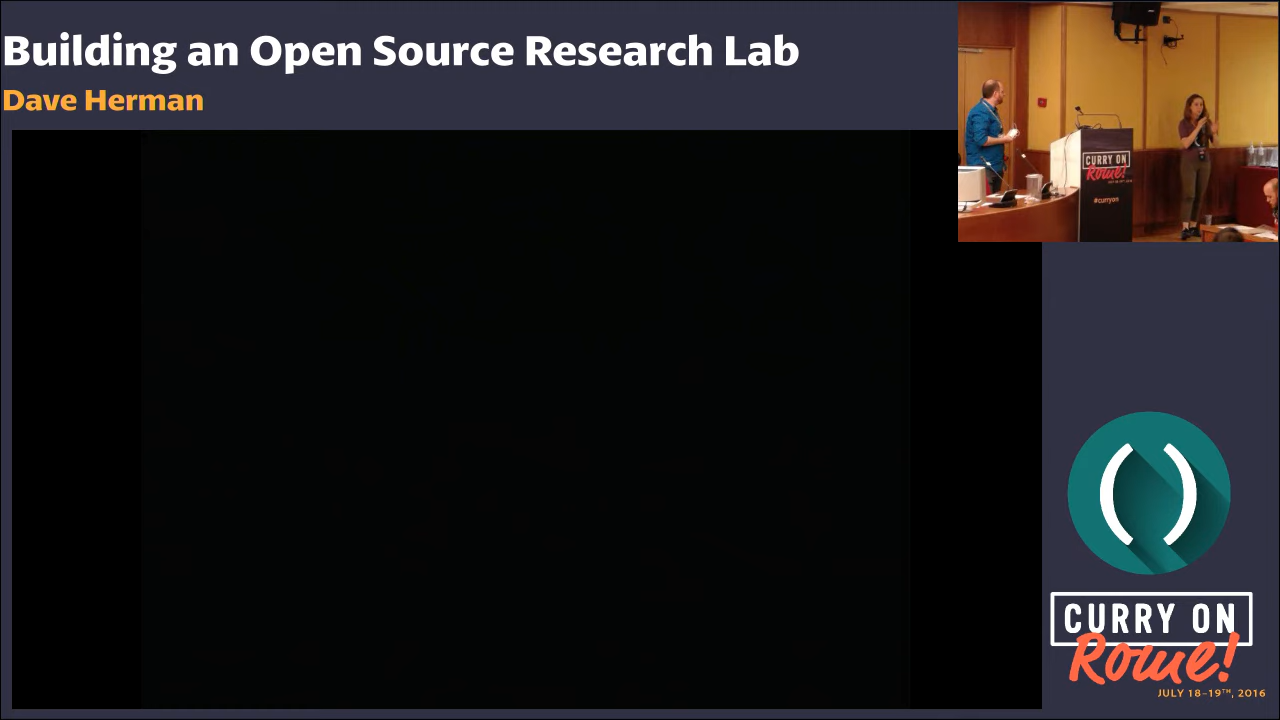 Building an Open Source Research Lab
Dave Herman
CURRY ON
Rome!
#curryon
( )
CURRY ON
Rome!
JULY 18-19TH, 2016